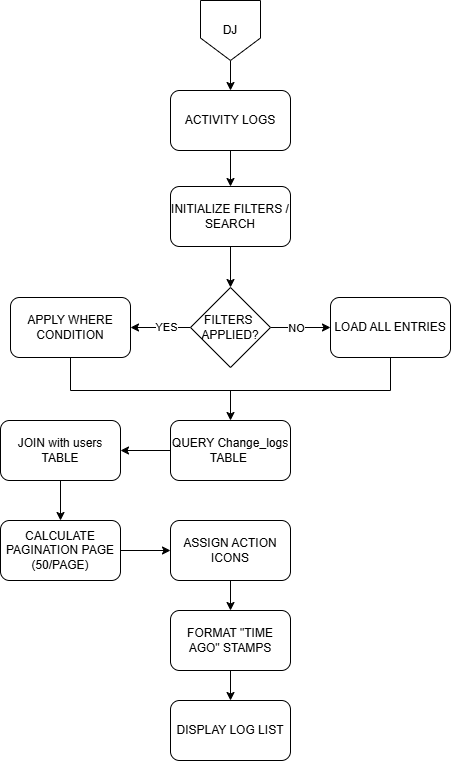 DJ
ACTIVITY LOGS
INITIALIZE FILTERS /
SEARCH
FILTERS
APPLIED?
YES
NO
APPLY WHERE
CONDITION
LOAD ALL ENTRIES
QUERY Change_logs
TABLE
JOIN with users
TABLE
CALCULATE
PAGINATION PAGE
(50/PAGE)
ASSIGN ACTION
ICONS
FORMAT "TIME
AGO" STAMPS
DISPLAY LOG LIST